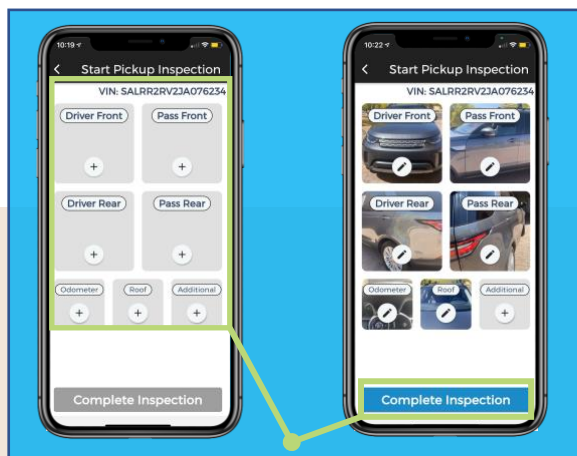 10:19
Start Pickup Inspection
VIN: SALRR2RV2JA076234
Driver Front
Pass Front
Driver Rear
Pass Rear
Odometer
Roof
Additional
Complete Inspection
10:22
Start Pickup Inspection
VIN: SALRR2RV2JA076234
Driver Front
Pass Front
Driver Rear
Pass Rear
Odometer
Roof
Additional
Complete Inspection